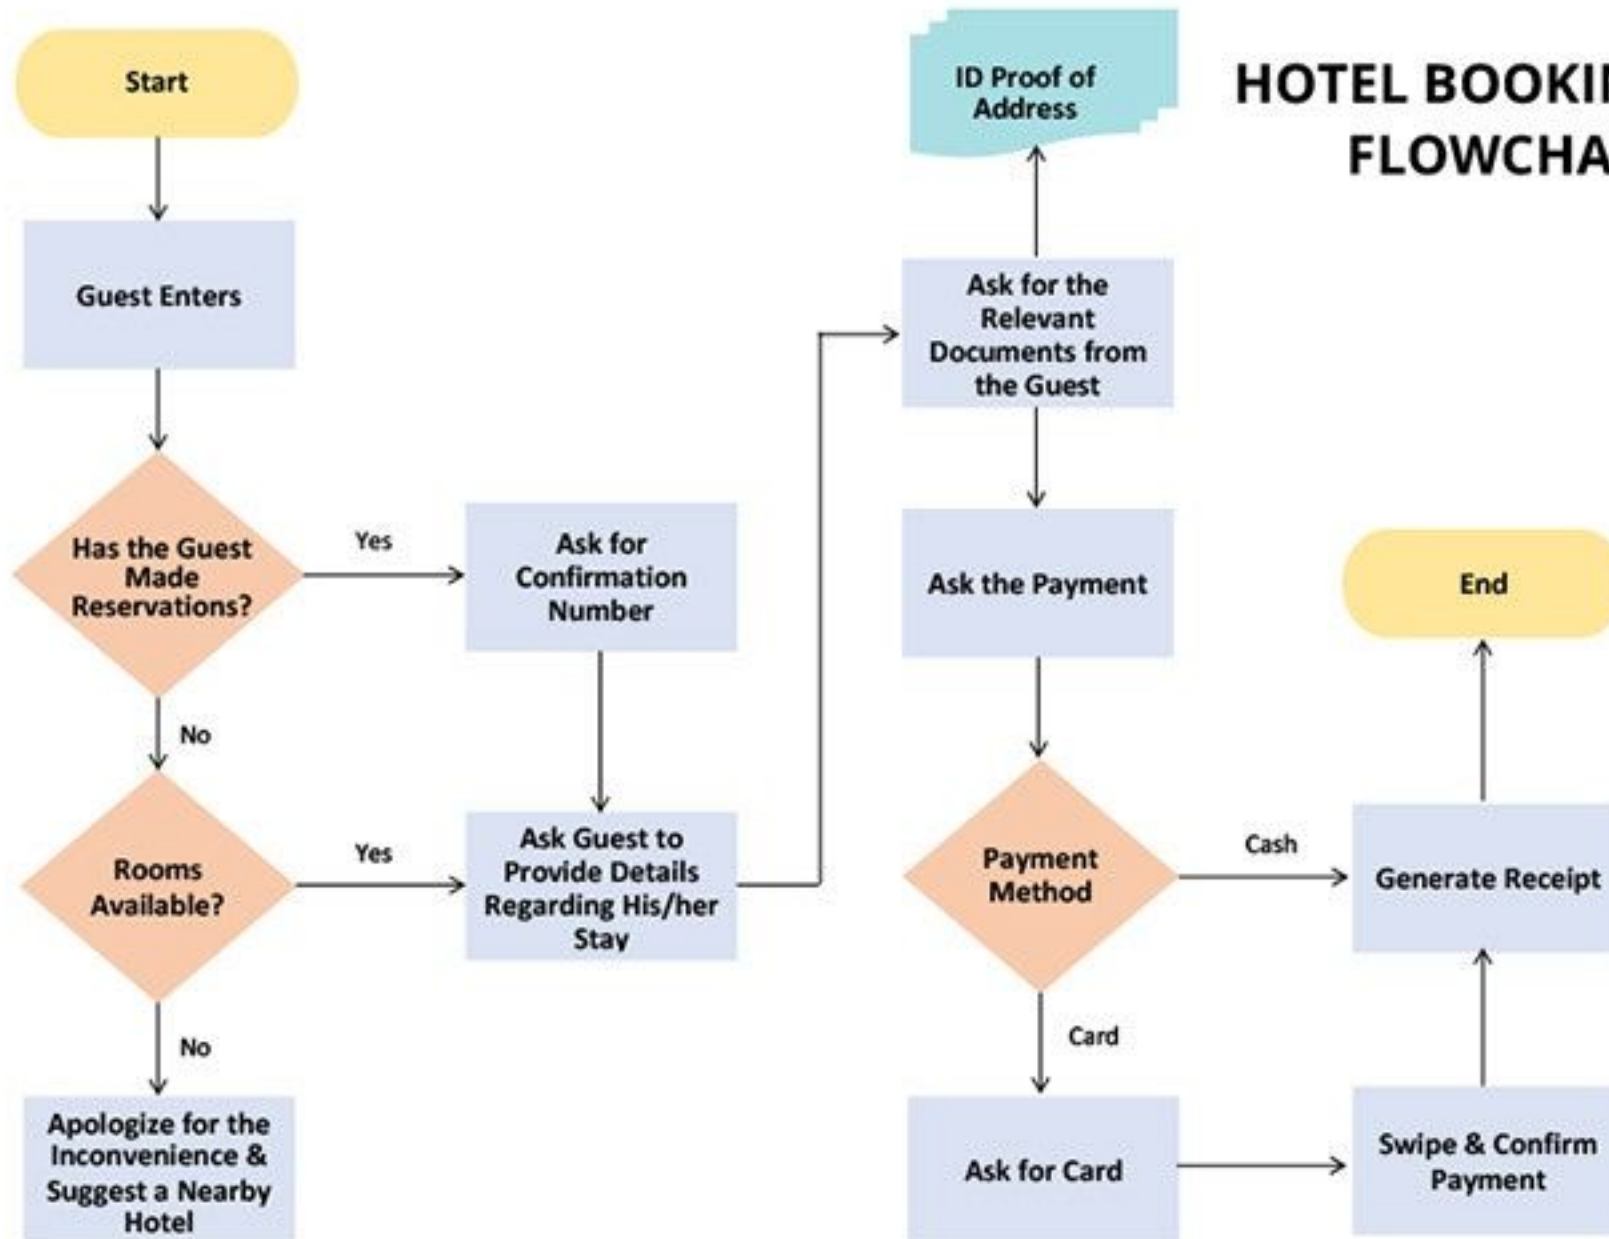 Start
Guest Enters
Has the Guest
Made
Reservations?
Yes
No
Ask for
Confirmation
Number
Rooms
Available?
Yes
No
Ask Guest to
Provide Details
Regarding His/her
Stay
Apologize for the
Inconvenience &
Suggest a Nearby
Hotel
ID Proof of
Address
HOTEL BOOKIN
FLOWCHA
Ask for the
Relevant
Documents from
the Guest
Ask the Payment
Payment
Method
Cash
Card
Ask for Card
Swipe & Confirm
Payment
Generate Receipt
End